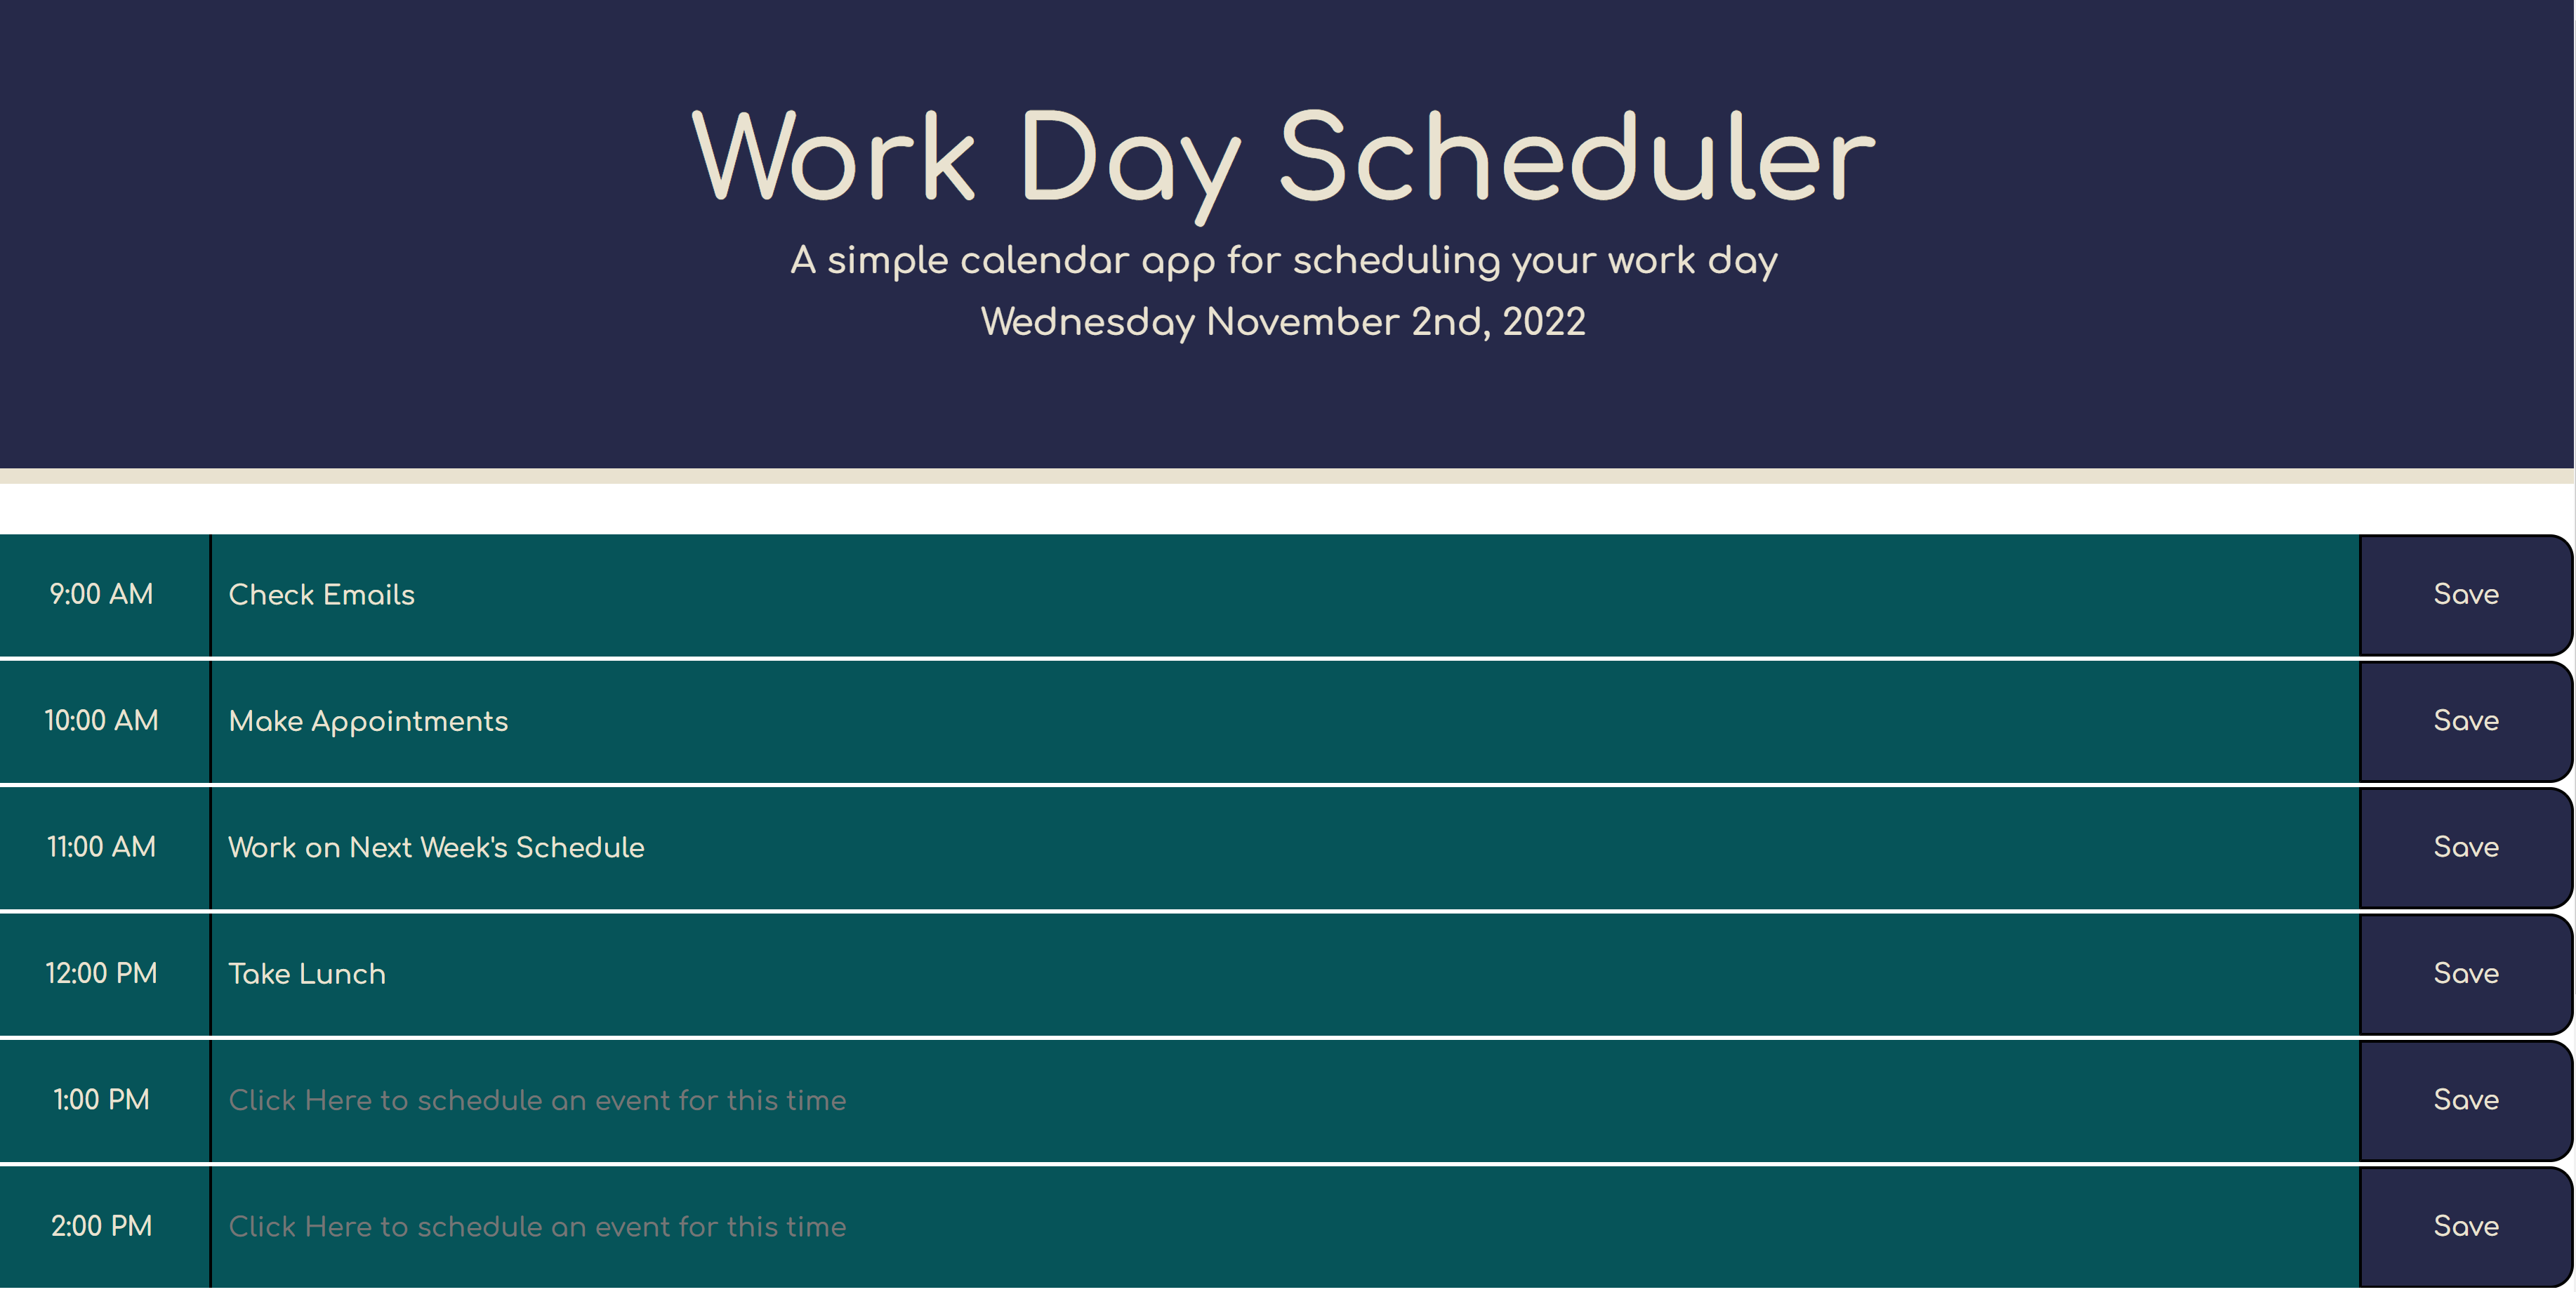 Work Day Scheduler
A simple calendar app for scheduling your work day
Wednesday November 2nd, 2022
9:00 AM Check Emails Save
10:00 AM Make Appointments Save
11:00 AM Work on Next Week's Schedule Save
12:00 PM Take Lunch Save
1:00 PM Click Here to schedule an event for this time Save
2:00 PM Click Here to schedule an event for this time Save